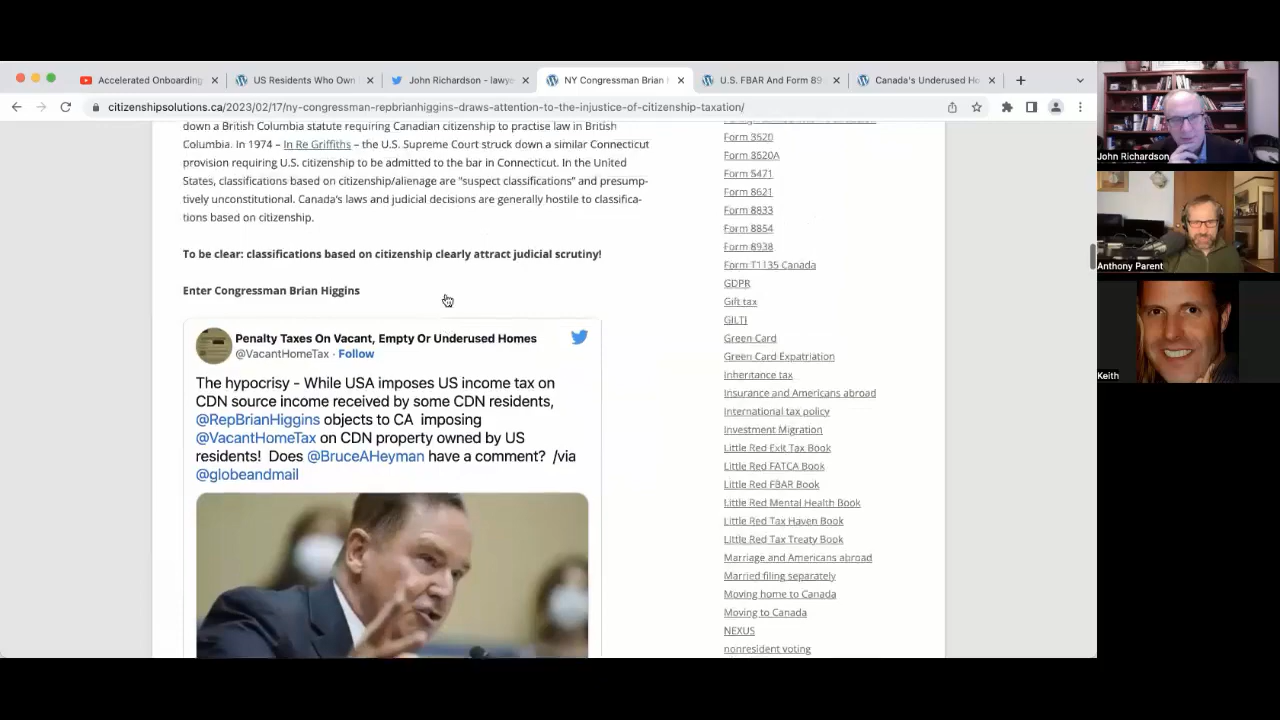 Accelerated Onboarding
US Residents Who Own
John Richardson - lawye
NY Congressman Brian
U.S. FBAR And Form 89
Canada's Underused Ho
citizenshipsolutions.ca/2023/02/17/ny-congressman-repbrianhiggins-draws-attention-to-the-injustice-of-citizenship-taxation/
down a British Columbia statute requiring Canadian citizenship to practise law in British
Columbia. In 1974 – In Re Griffiths – the U.S. Supreme Court struck down a similar Connecticut
provision requiring U.S. citizenship to be admitted to the bar in Connecticut. In the United
States, classifications based on citizenship/alienage are "suspect classifications" and presump-
tively unconstitutional. Canada's laws and judicial decisions are generally hostile to classifica-
tions based on citizenship.
To be clear: classifications based on citizenship clearly attract judicial scrutiny!
Enter Congressman Brian Higgins
Penalty Taxes On Vacant, Empty Or Underused Homes
@VacantHomeTax · Follow
The hypocrisy - While USA imposes US income tax on
CDN source income received by some CDN residents,
@RepBrianHiggins objects to CA imposing
@VacantHomeTax on CDN property owned by US
residents! Does @BruceAHeyman have a comment? /via
@globeandmail
Form 3520
Form 3520A
Form 5471
Form 8621
Form 8833
Form 8854
Form 8938
Form T1135 Canada
GDPR
Gift tax
GILTI
Green Card
Green Card Expatriation
Inheritance tax
Insurance and Americans abroad
International tax policy
Investment Migration
Little Red Exit Tax Book
Little Red FATCA Book
Little Red FBAR Book
Little Red Mental Health Book
Little Red Tax Haven Book
Little Red Tax Treaty Book
Marriage and Americans abroad
Married filing separately
Moving home to Canada
Moving to Canada
NEXUS
nonresident voting
John Richardson
Anthony Parent
Keith